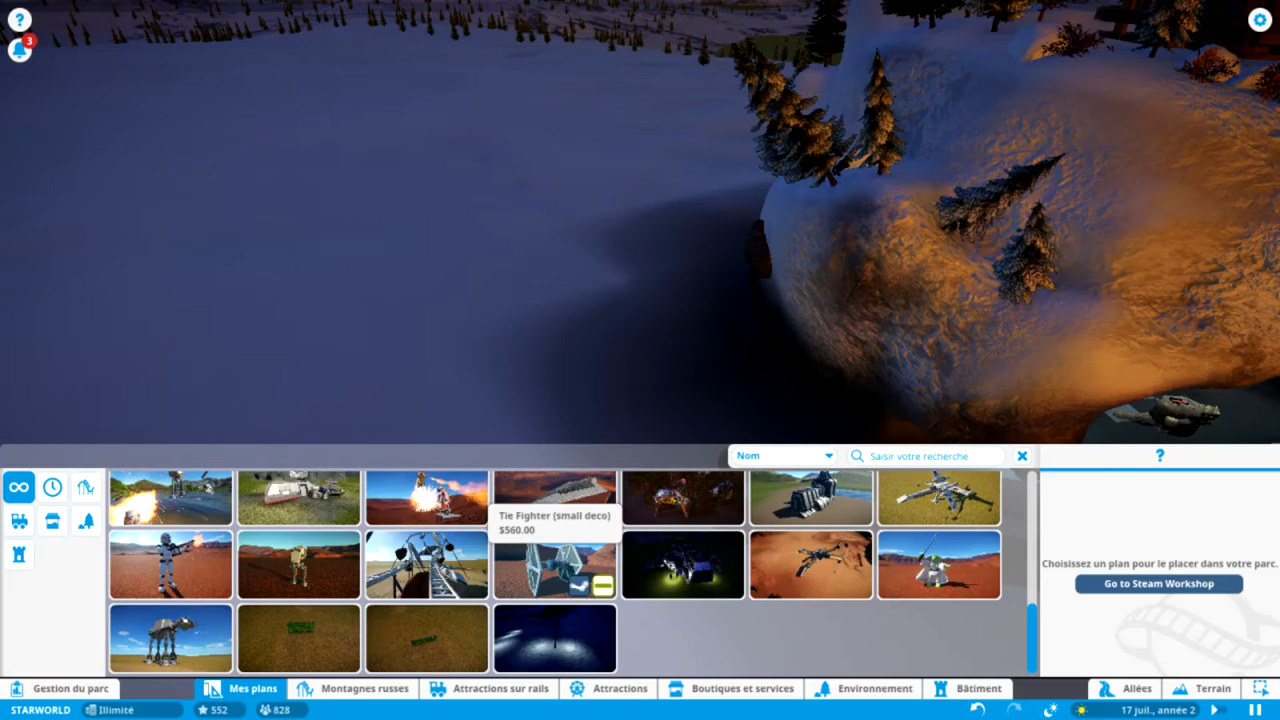 ?
3
Nom
Saisir votre recherche
?
Tie Fighter (small deco)
$560.00
Choisissez un plan pour le placer dans votre parc.
Go to Steam Workshop
Gestion du parc
Mes plans
Montagnes russes
Attractions sur rails
Attractions
Boutiques et services
Environnement
Bâtiment
Allées
Terrain
STARWORLD
Illimité
552
828
17 juil., année 2